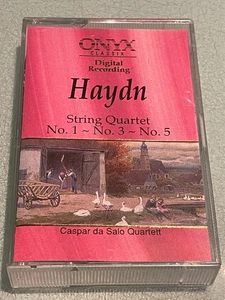 ONYX
CLASSIX
Digital
Recording
Haydn
String Quartet
No. 1 ~ No. 3 ~ No. 5
Caspar da Salo Quartett